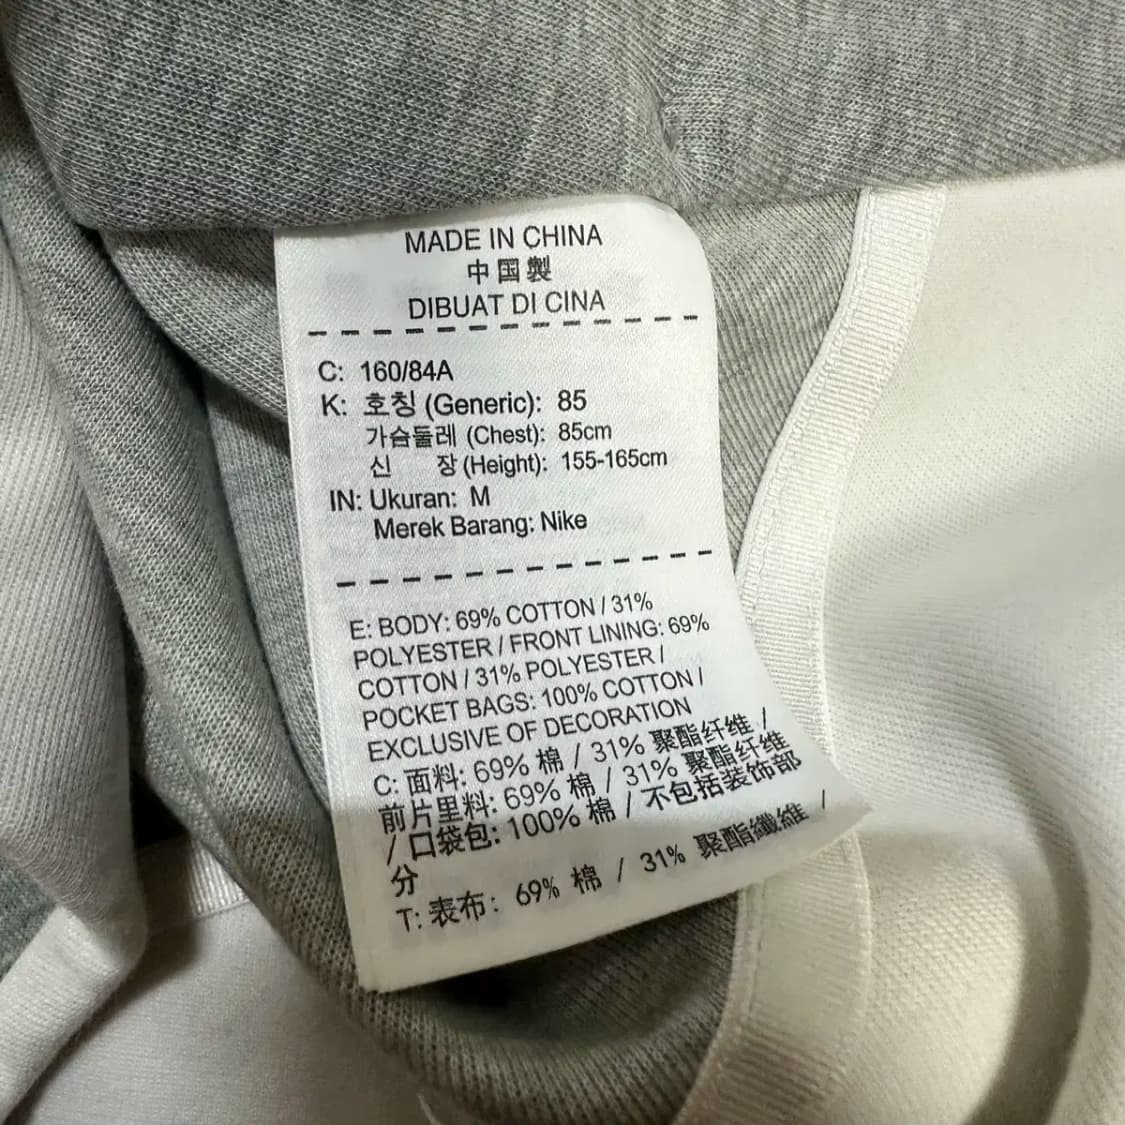 MADE IN CHINA
中国製
DIBUAT DI CINA
C: 160/84A
K: 호칭 (Generic): 85
가슴둘레 (Chest): 85cm
신 장 (Height): 155-165cm
IN: Ukuran: M
Merek Barang: Nike
E: BODY: 69% COTTON / 31%
POLYESTER / FRONT LINING: 69%
COTTON / 31% POLYESTER /
POCKET BAGS: 100% COTTON /
EXCLUSIVE OF DECORATION
C: 面料: 69% 棉 / 31% 聚酯纤维 /
前片里料: 69% 棉 / 31% 聚酯纤维
/ 口袋包: 100% 棉 / 不包括装饰部
分
T: 表布: 69% 棉 / 31% 聚酯纖維 /